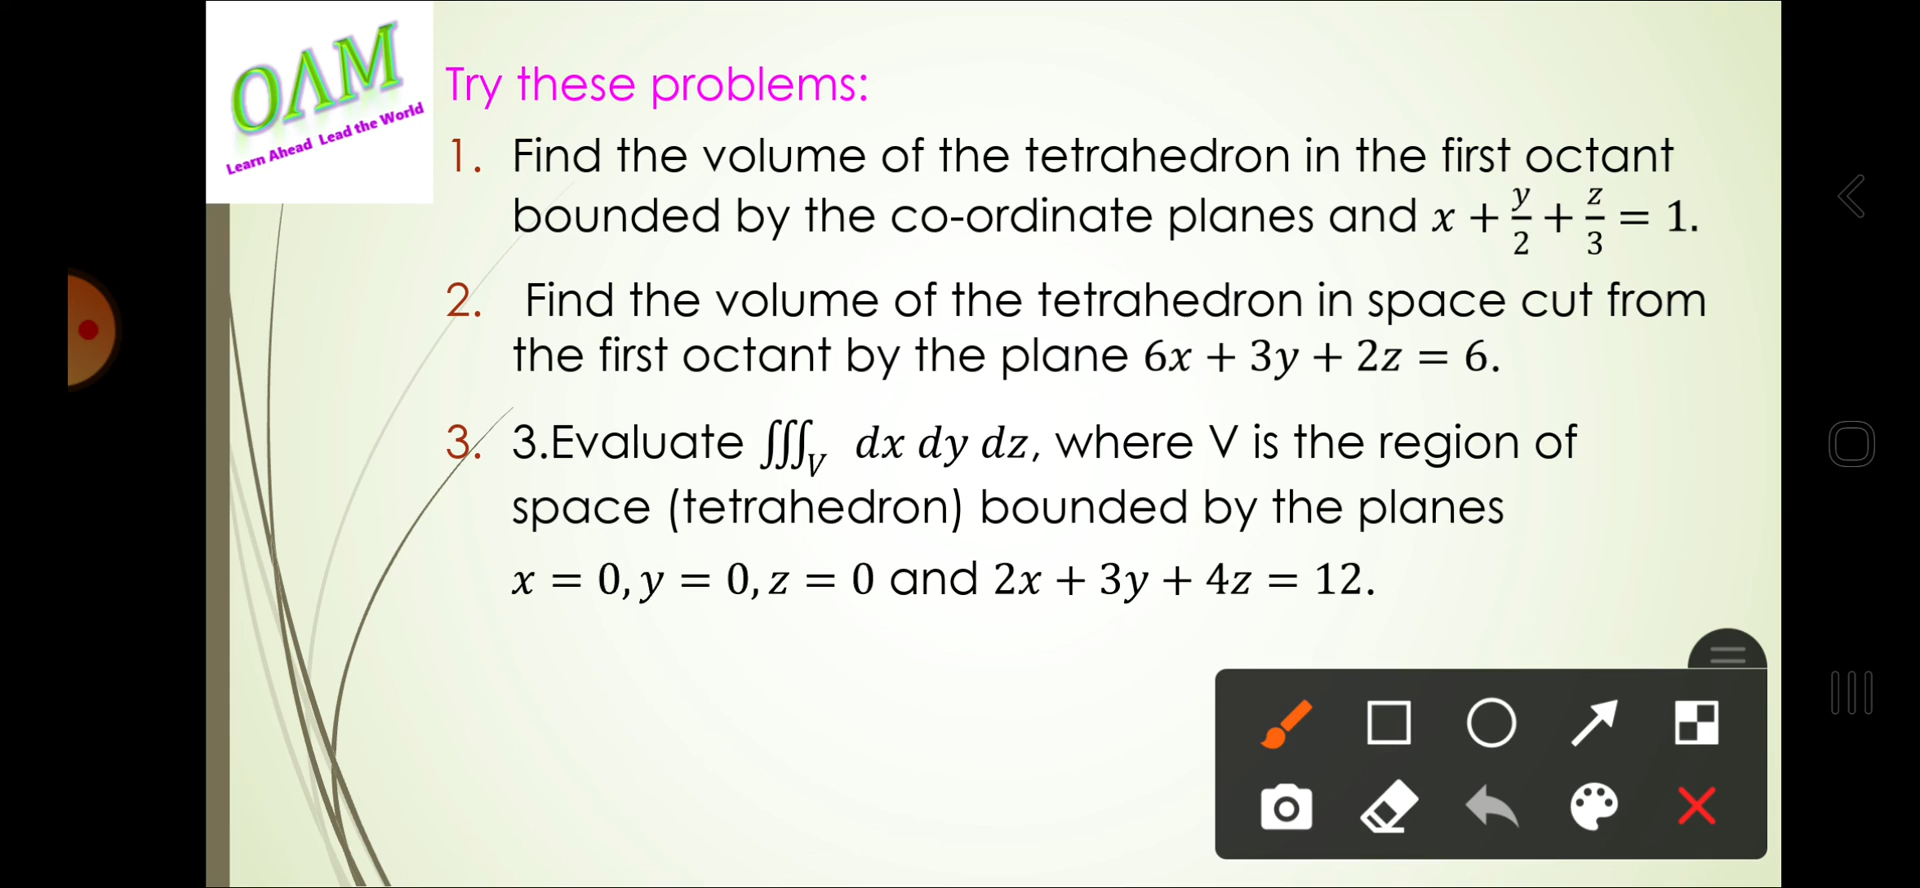 OΛM
Learn Ahead Lead the World
Try these problems:
1. Find the volume of the tetrahedron in the first octant
bounded by the co-ordinate planes and x + y/2 + z/3 = 1.
2. Find the volume of the tetrahedron in space cut from
the first octant by the plane 6x + 3y + 2z = 6.
3. 3.Evaluate ∭_V dx dy dz, where V is the region of
space (tetrahedron) bounded by the planes
x = 0, y = 0, z = 0 and 2x + 3y + 4z = 12.